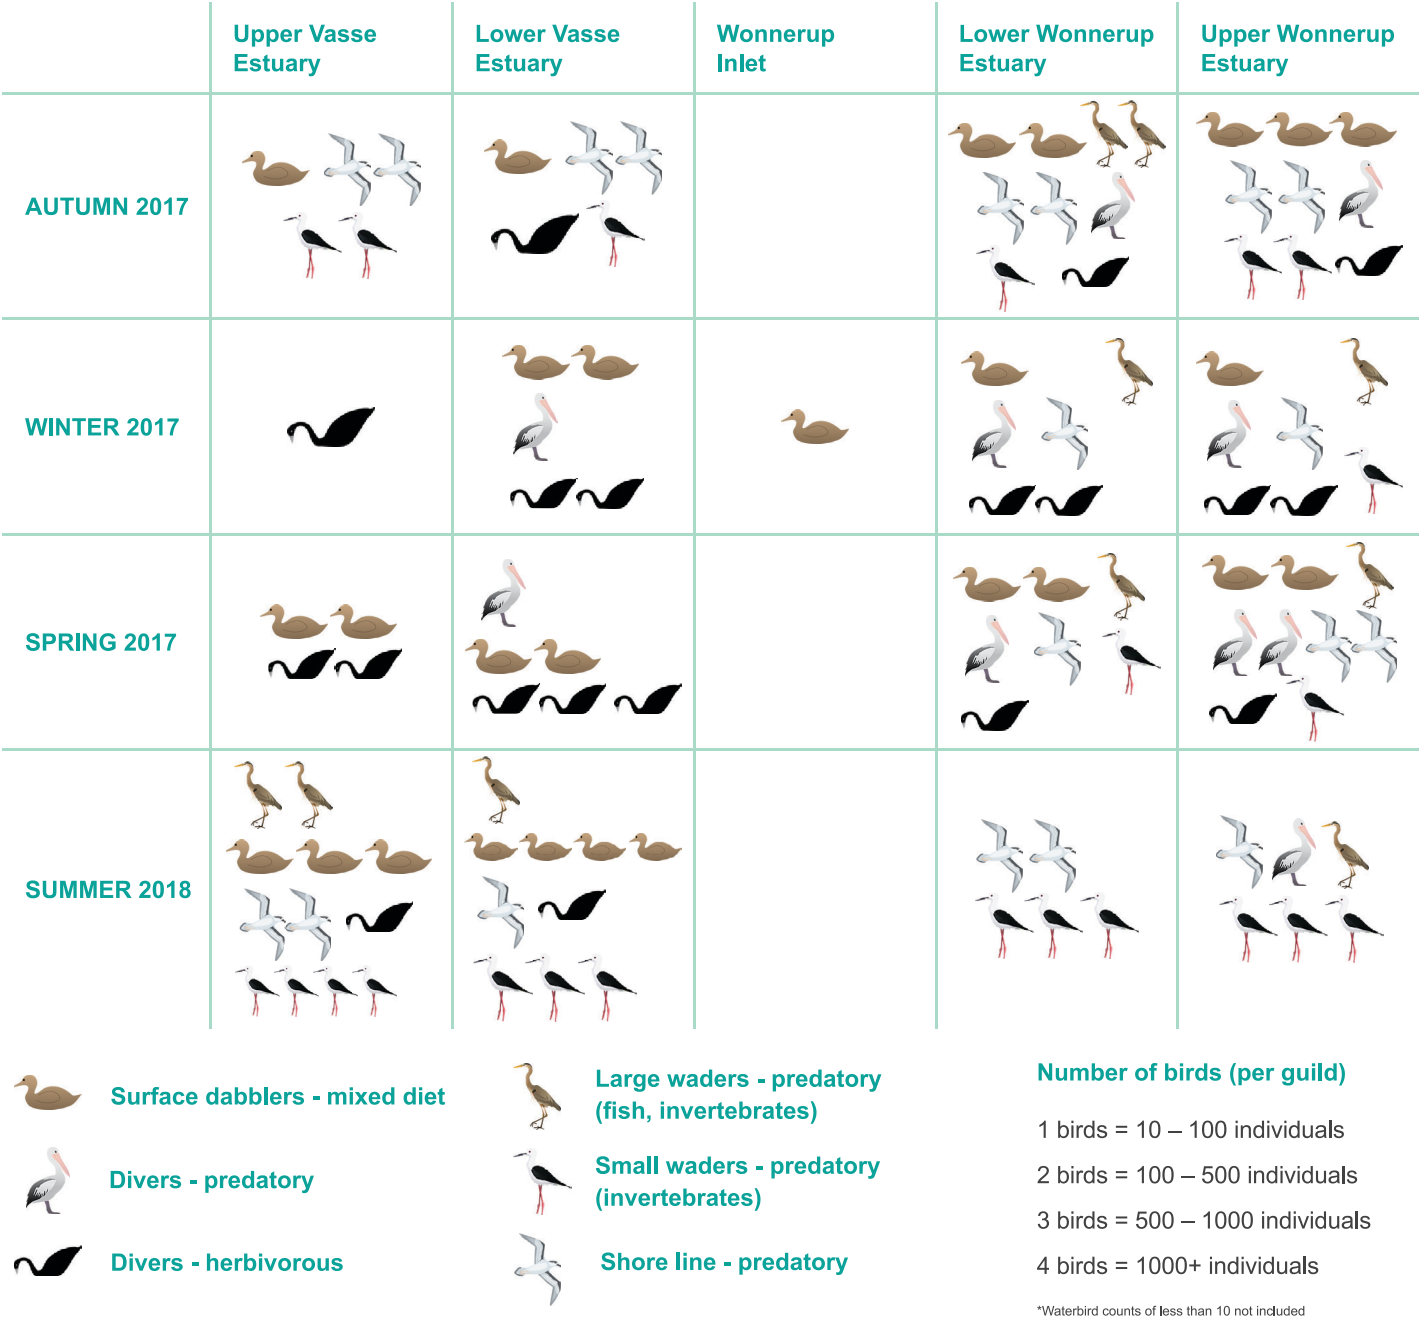 Upper Vasse
Estuary
Lower Vasse
Estuary
Wonnerup
Inlet
Lower Wonnerup
Estuary
Upper Wonnerup
Estuary
AUTUMN 2017
WINTER 2017
SPRING 2017
SUMMER 2018
Surface dabblers - mixed diet
Divers - predatory
Divers - herbivorous
Large waders - predatory
(fish, invertebrates)
Small waders - predatory
(invertebrates)
Shore line - predatory
Number of birds (per guild)
1 birds = 10 – 100 individuals
2 birds = 100 – 500 individuals
3 birds = 500 – 1000 individuals
4 birds = 1000+ individuals
*Waterbird counts of less than 10 not included